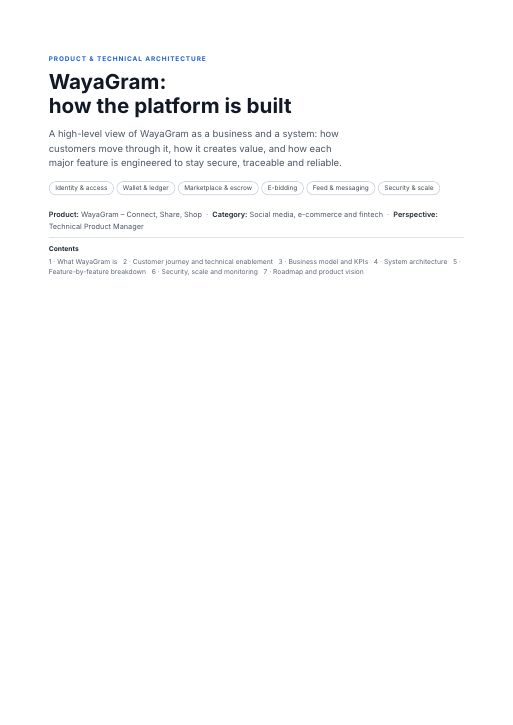 PRODUCT & TECHNICAL ARCHITECTURE
WayaGram:
how the platform is built
A high-level view of WayaGram as a business and a system: how
customers move through it, how it creates value, and how each
major feature is engineered to stay secure, traceable and reliable.
Identity & access Wallet & ledger Marketplace & escrow E-bidding Feed & messaging Security & scale
Product: WayaGram – Connect, Share, Shop · Category: Social media, e-commerce and fintech · Perspective:
Technical Product Manager
Contents
1 · What WayaGram is 2 · Customer journey and technical enablement 3 · Business model and KPIs 4 · System architecture 5 ·
Feature-by-feature breakdown 6 · Security, scale and monitoring 7 · Roadmap and product vision